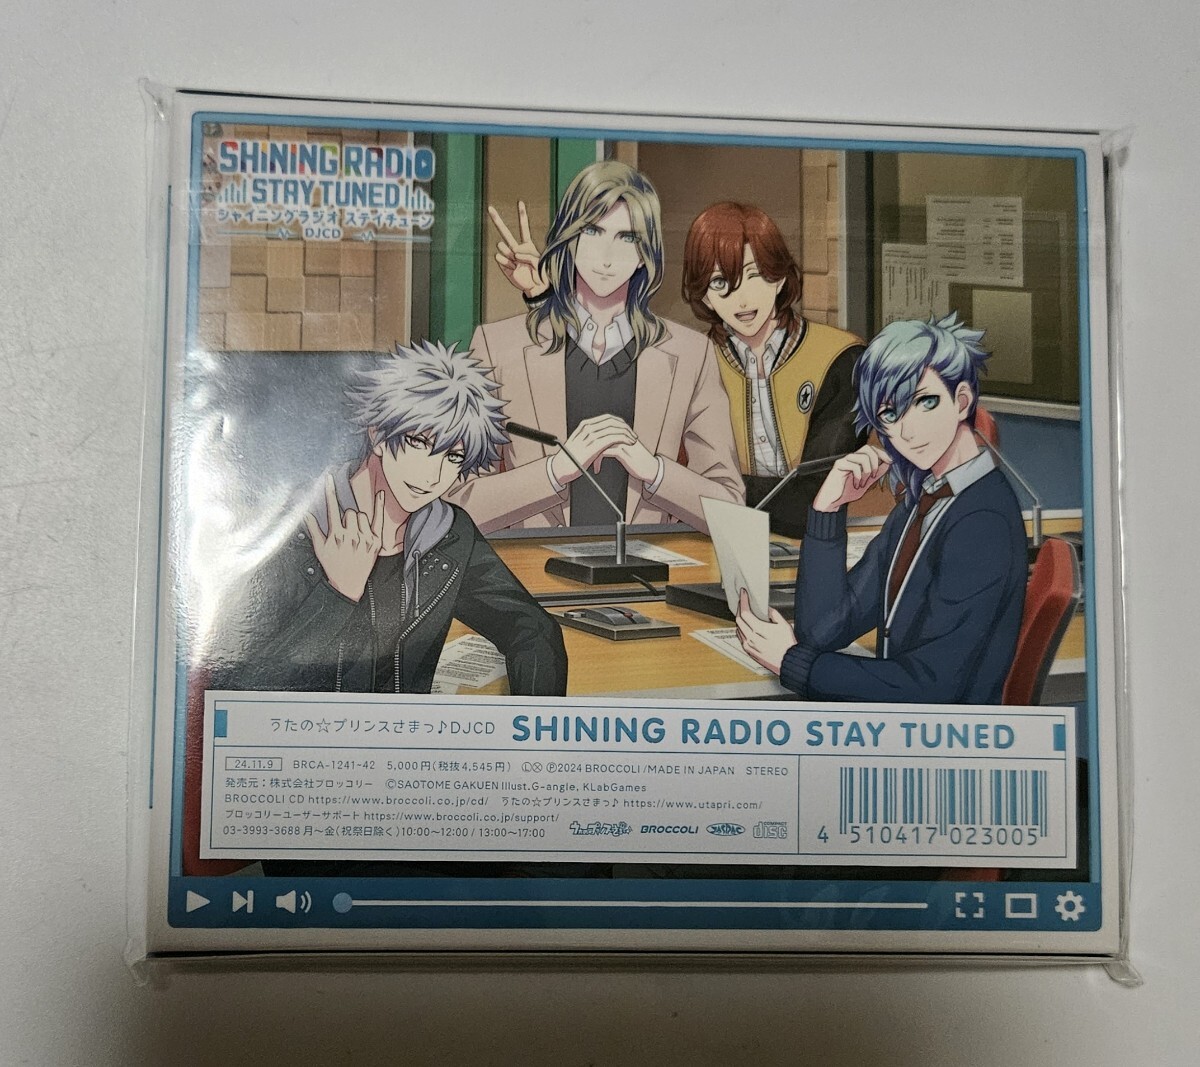 SHINING RADIO
STAY TUNED
シャイニングラジオ ステイチューン
DJCD
うたの☆プリンスさまっ♪DJCD SHINING RADIO STAY TUNED
24.11.9 BRCA-1241-42 5,000円(税抜4,545円) ⓁⓍ Ⓟ2024 BROCCOLI /MADE IN JAPAN STEREO
発売元：株式会社ブロッコリー ©SAOTOME GAKUEN Illust.G-angle, KLabGames
BROCCOLI CD https://www.broccoli.co.jp/cd/ うたの☆プリンスさまっ♪ https://www.utapri.com/
ブロッコリーユーザーサポート https://www.broccoli.co.jp/support/
03-3993-3688 月～金(祝祭日除く)10:00～12:00 / 13:00～17:00
BROCCOLI JASRAC COMPACT disc
4 510417 023005